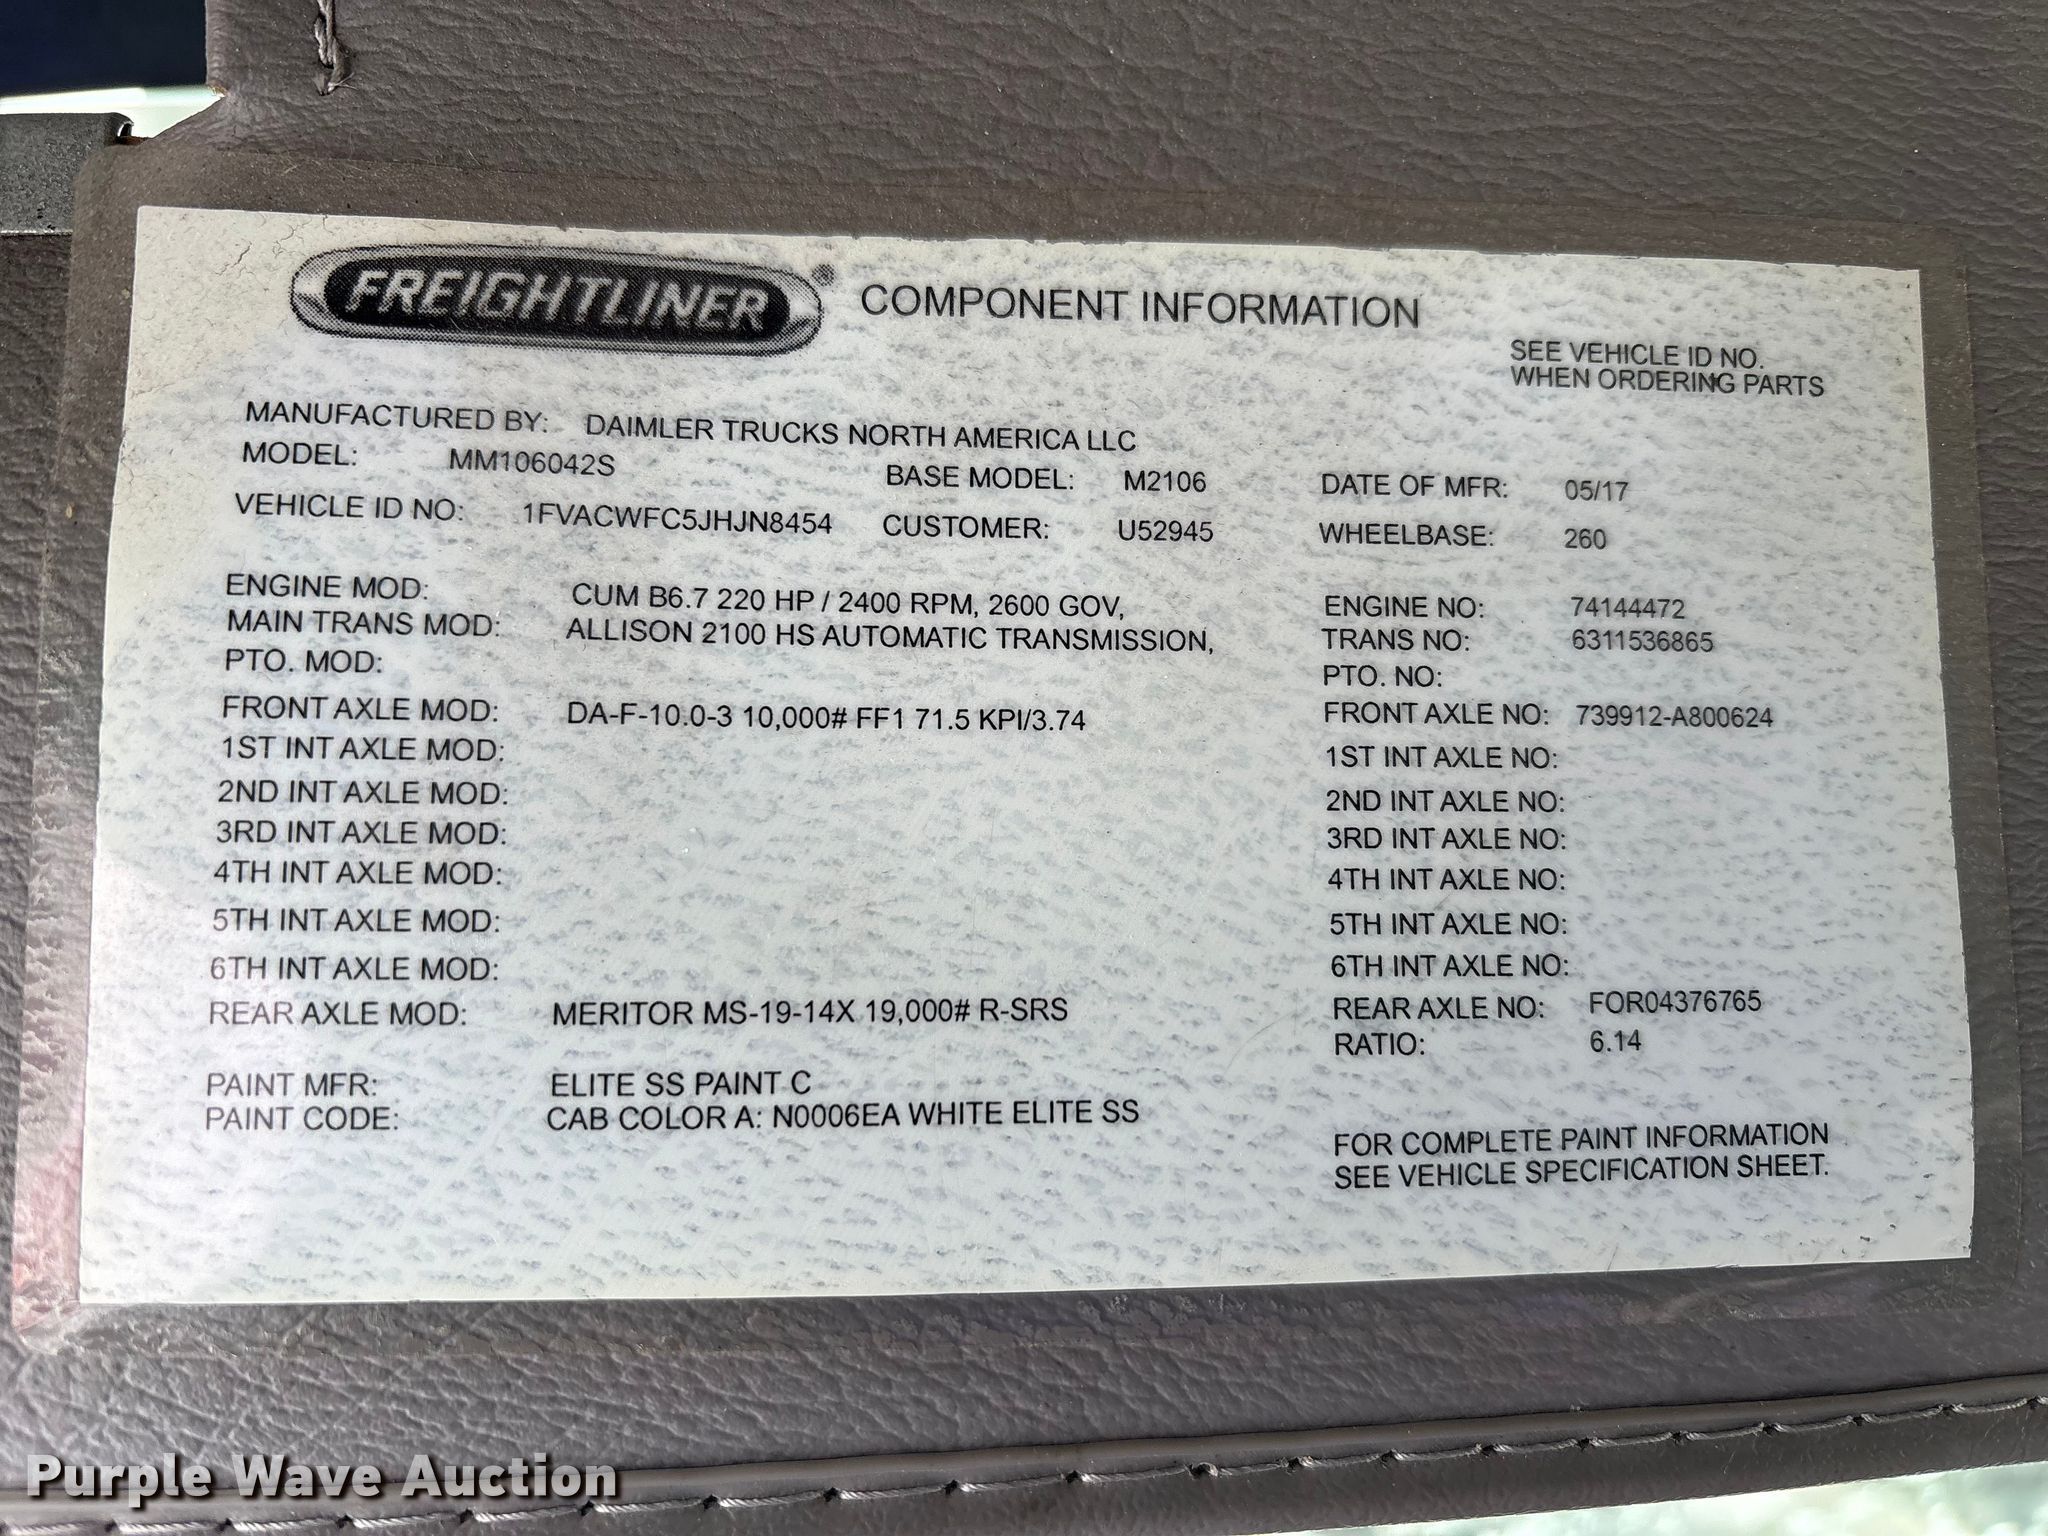 FREIGHTLINER® COMPONENT INFORMATION
SEE VEHICLE ID NO.
WHEN ORDERING PARTS
MANUFACTURED BY: DAIMLER TRUCKS NORTH AMERICA LLC
MODEL: MM106042S BASE MODEL: M2106 DATE OF MFR: 05/17
VEHICLE ID NO: 1FVACWFC5JHJN8454 CUSTOMER: U52945 WHEELBASE: 260
ENGINE MOD: CUM B6.7 220 HP / 2400 RPM, 2600 GOV, ENGINE NO: 74144472
MAIN TRANS MOD: ALLISON 2100 HS AUTOMATIC TRANSMISSION, TRANS NO: 6311536865
PTO. MOD: PTO. NO:
FRONT AXLE MOD: DA-F-10.0-3 10,000# FF1 71.5 KPI/3.74 FRONT AXLE NO: 739912-A800624
1ST INT AXLE MOD: 1ST INT AXLE NO:
2ND INT AXLE MOD: 2ND INT AXLE NO:
3RD INT AXLE MOD: 3RD INT AXLE NO:
4TH INT AXLE MOD: 4TH INT AXLE NO:
5TH INT AXLE MOD: 5TH INT AXLE NO:
6TH INT AXLE MOD: 6TH INT AXLE NO:
REAR AXLE MOD: MERITOR MS-19-14X 19,000# R-SRS REAR AXLE NO: FOR04376765
RATIO: 6.14
PAINT MFR: ELITE SS PAINT C
PAINT CODE: CAB COLOR A: N0006EA WHITE ELITE SS
FOR COMPLETE PAINT INFORMATION
SEE VEHICLE SPECIFICATION SHEET.
Purple Wave Auction